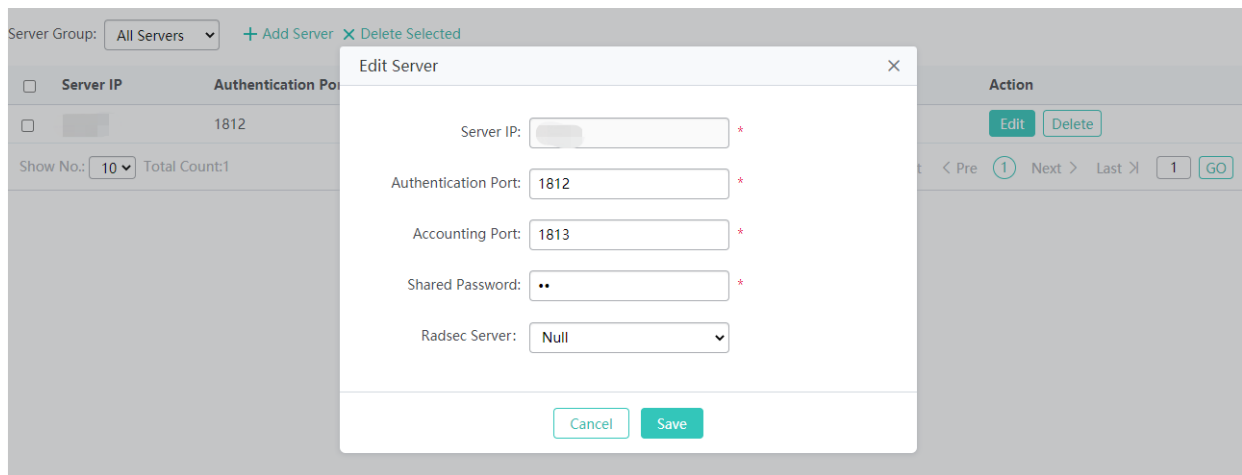 Server Group: All Servers + Add Server × Delete Selected
Edit Server ×
Server IP Authentication Por Action
Server IP: *
1812 Edit Delete
Show No.: 10 Total Count:1 t < Pre 1 Next > Last 1 GO
Authentication Port: 1812 *
Accounting Port: 1813 *
Shared Password: •• *
Radsec Server: Null
Cancel Save